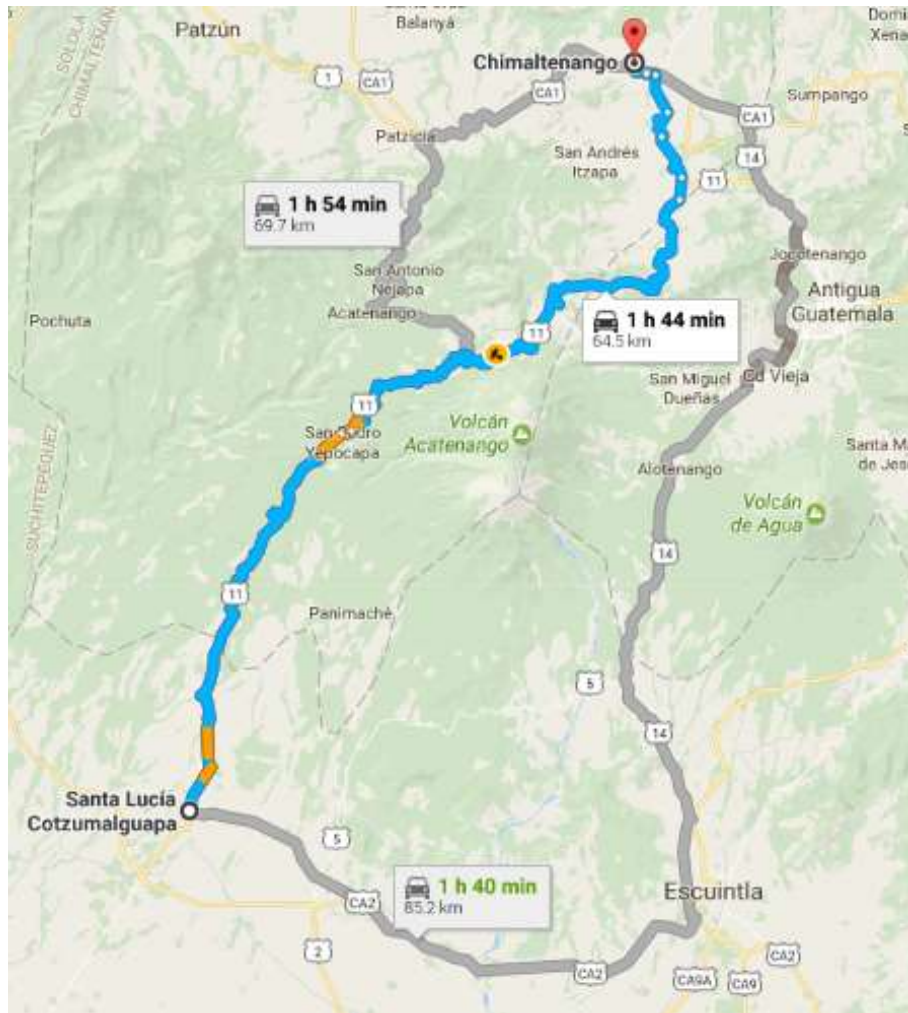 Balanyá
Patzún
SOLOLÁ
CHIMALTENANGO
1
CA1
Chimaltenango
CA1
Sumpango
CA1
Patzicía
San Andrés
Itzapa
14
11
1 h 54 min
69.7 km
Jocotenango
San Antonio
Nejapa
Acatenango
Antigua
Guatemala
Pochuta
11
1 h 44 min
64.5 km
San Miguel
Dueñas
Cd Vieja
11
Yepocapa
Volcán
Acatenango
Alotenango
Volcán
de Agua
SUCHITEPÉQUEZ
14
11
Panimaché
5
14
Santa Lucía
Cotzumalguapa
5
1 h 40 min
85.2 km
CA2
Escuintla
2
CA2
CA9A
CA9
CA2